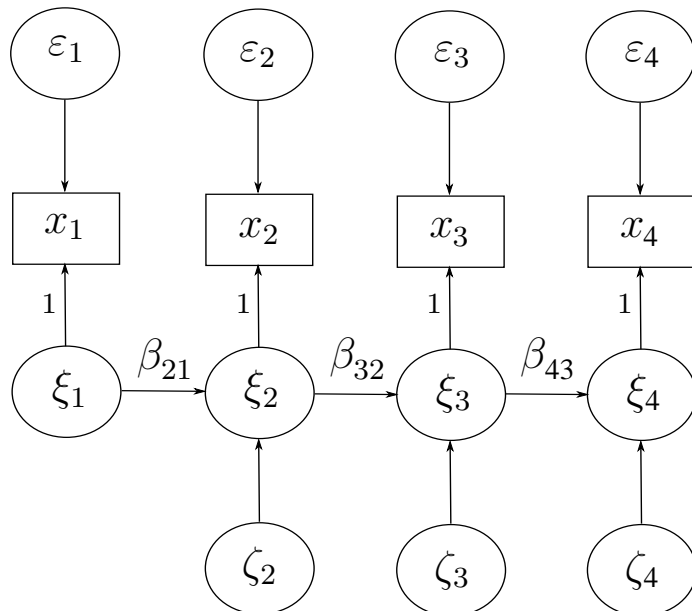 ε₁ ε₂ ε₃ ε₄
x₁ x₂ x₃ x₄
1 1 1 1
β₂₁ β₃₂ β₄₃
ξ₁ ξ₂ ξ₃ ξ₄
ζ₂ ζ₃ ζ₄